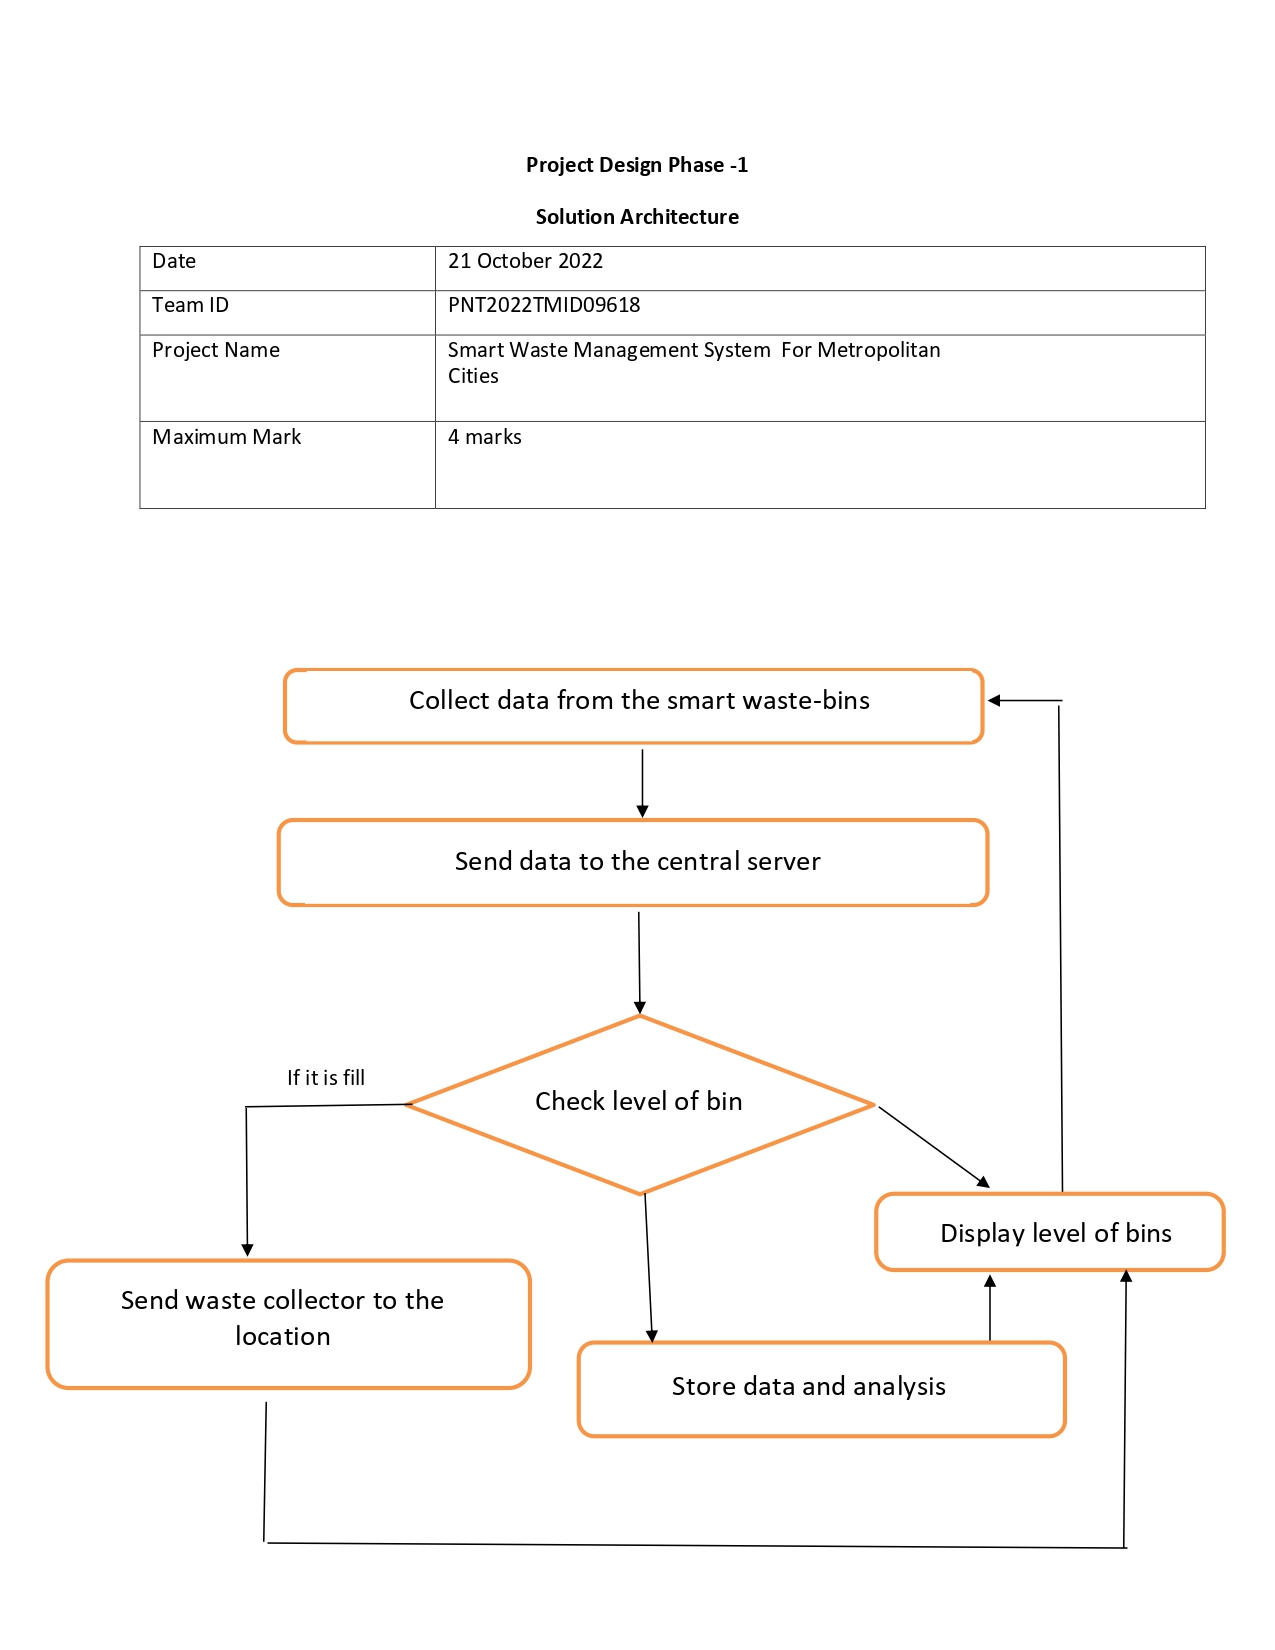 Project Design Phase -1
Solution Architecture
Date
21 October 2022
Team ID
PNT2022TMID09618
Project Name
Smart Waste Management System  For Metropolitan
Cities
Maximum Mark
4 marks
Collect data from the smart waste-bins
Send data to the central server
If it is fill
Check level of bin
Display level of bins
Send waste collector to the
location
Store data and analysis